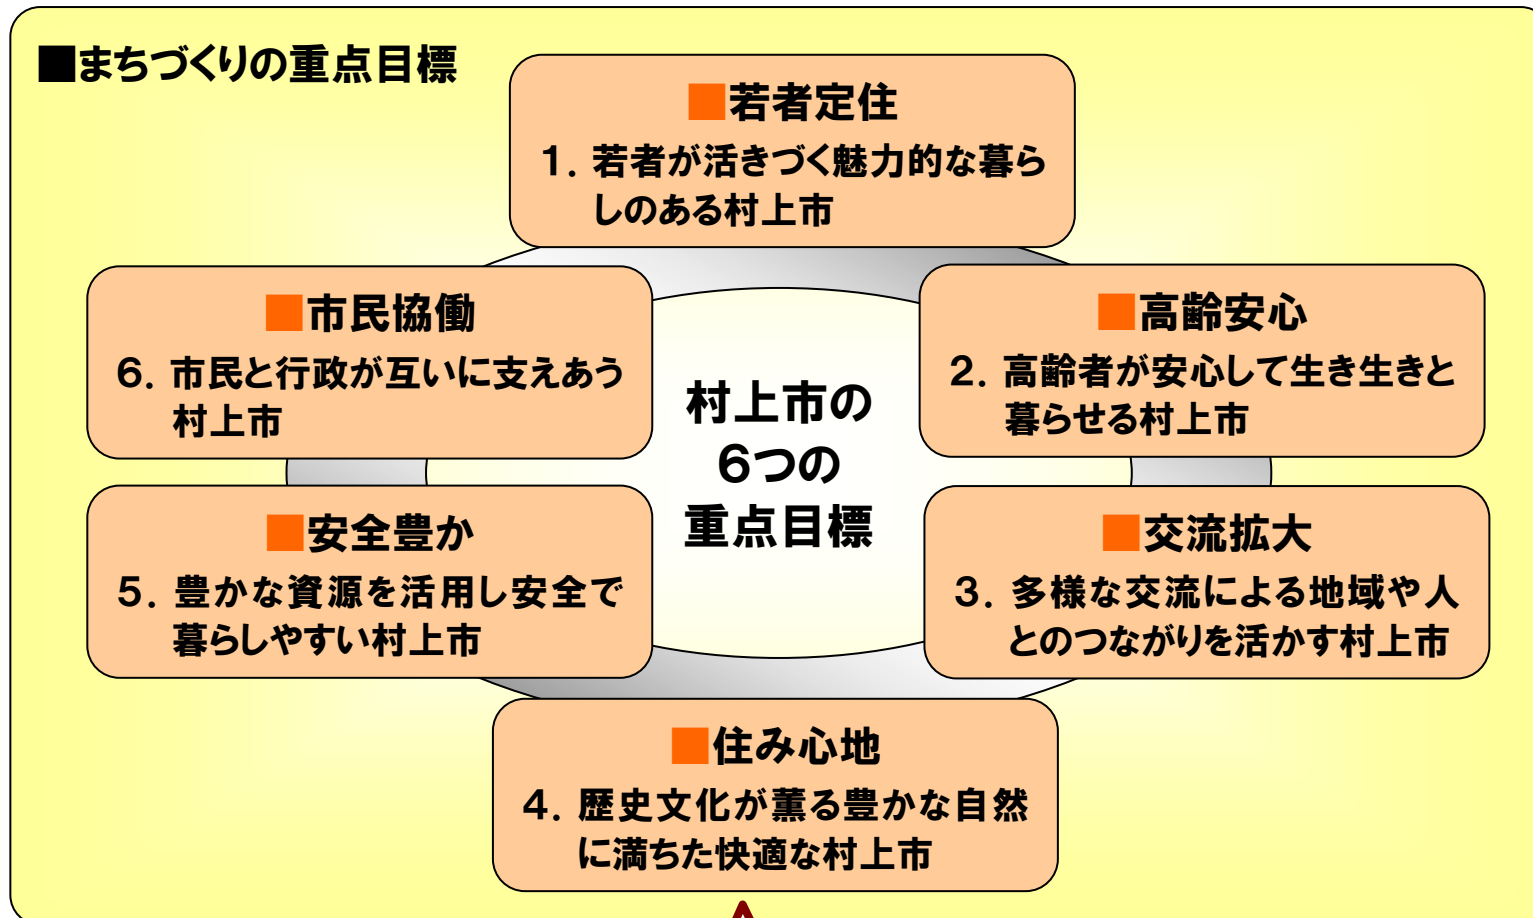 ■まちづくりの重点目標
■若者定住
1. 若者が活きづく魅力的な暮ら
しのある村上市
■高齢安心
2. 高齢者が安心して生き生きと
暮らせる村上市
■交流拡大
3. 多様な交流による地域や人
とのつながりを活かす村上市
■住み心地
4. 歴史文化が薫る豊かな自然
に満ちた快適な村上市
■安全豊か
5. 豊かな資源を活用し安全で
暮らしやすい村上市
■市民協働
6. 市民と行政が互いに支えあう
村上市
村上市の
6つの
重点目標